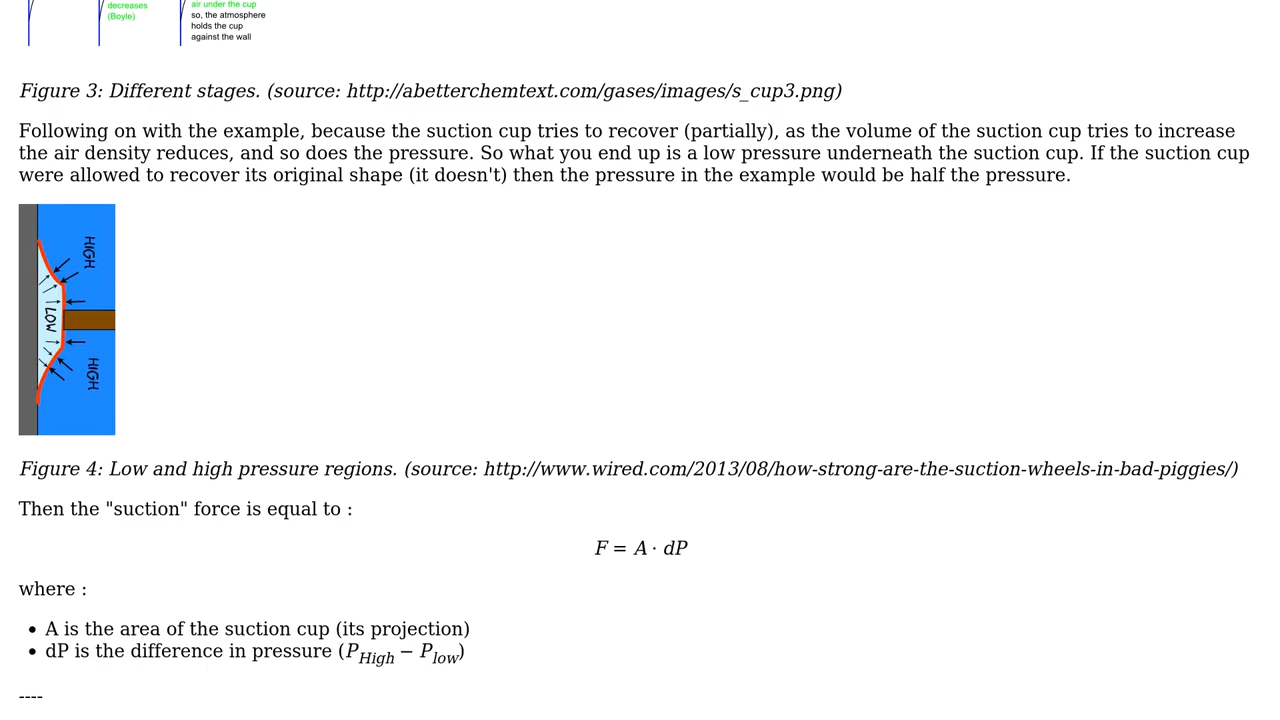 decreases
(Boyle)
air under the cup
so, the atmosphere
holds the cup
against the wall
Figure 3: Different stages. (source: http://abetterchemtext.com/gases/images/s_cup3.png)
Following on with the example, because the suction cup tries to recover (partially), as the volume of the suction cup tries to increase
the air density reduces, and so does the pressure. So what you end up is a low pressure underneath the suction cup. If the suction cup
were allowed to recover its original shape (it doesn't) then the pressure in the example would be half the pressure.
HIGH
LOW
HIGH
Figure 4: Low and high pressure regions. (source: http://www.wired.com/2013/08/how-strong-are-the-suction-wheels-in-bad-piggies/)
Then the "suction" force is equal to :
F = A · dP
where :
• A is the area of the suction cup (its projection)
• dP is the difference in pressure (P_High − P_low)
----